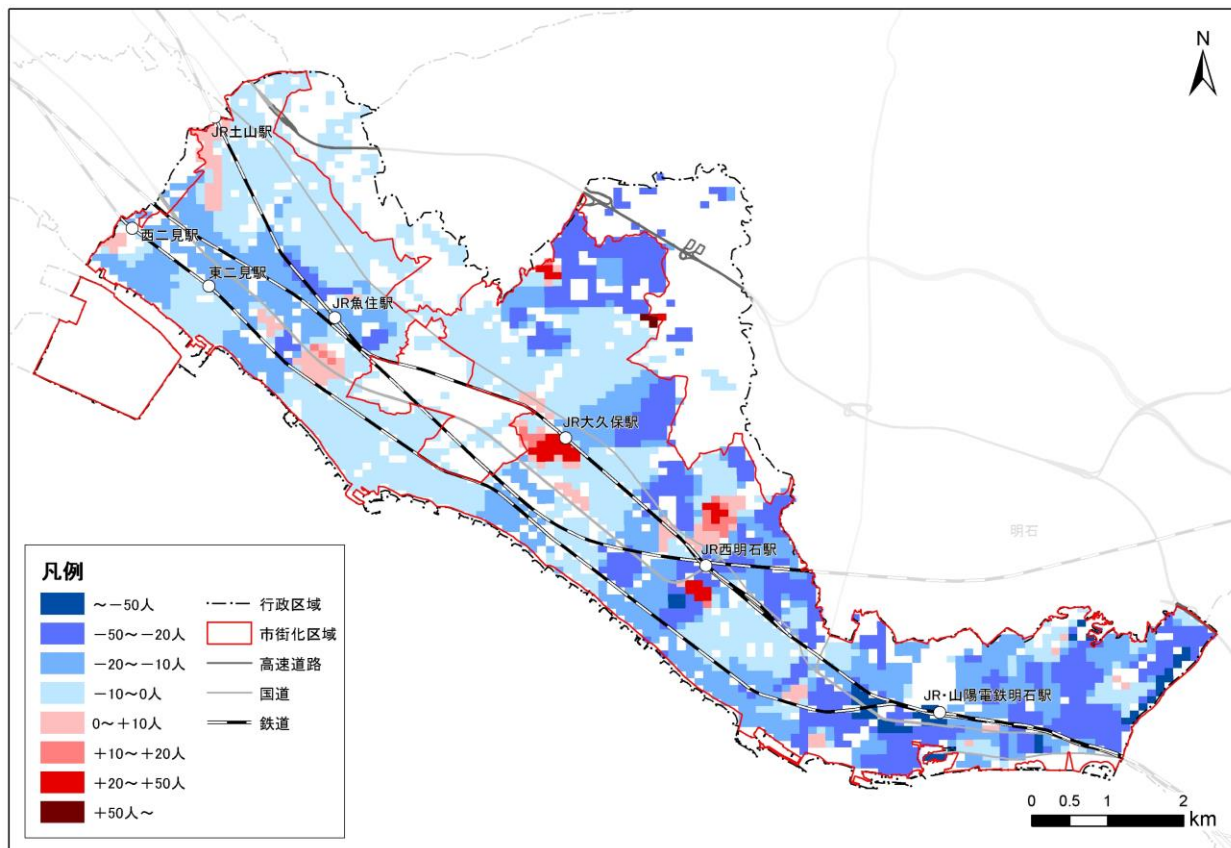 N
JR土山駅
西二見駅
東二見駅
JR魚住駅
JR大久保駅
JR西明石駅
明石
JR・山陽電鉄明石駅
凡例
～－50人
－50～－20人
－20～－10人
－10～0人
0～＋10人
＋10～＋20人
＋20～＋50人
＋50人～
行政区域
市街化区域
高速道路
国道
鉄道
0 0.5 1 2
km